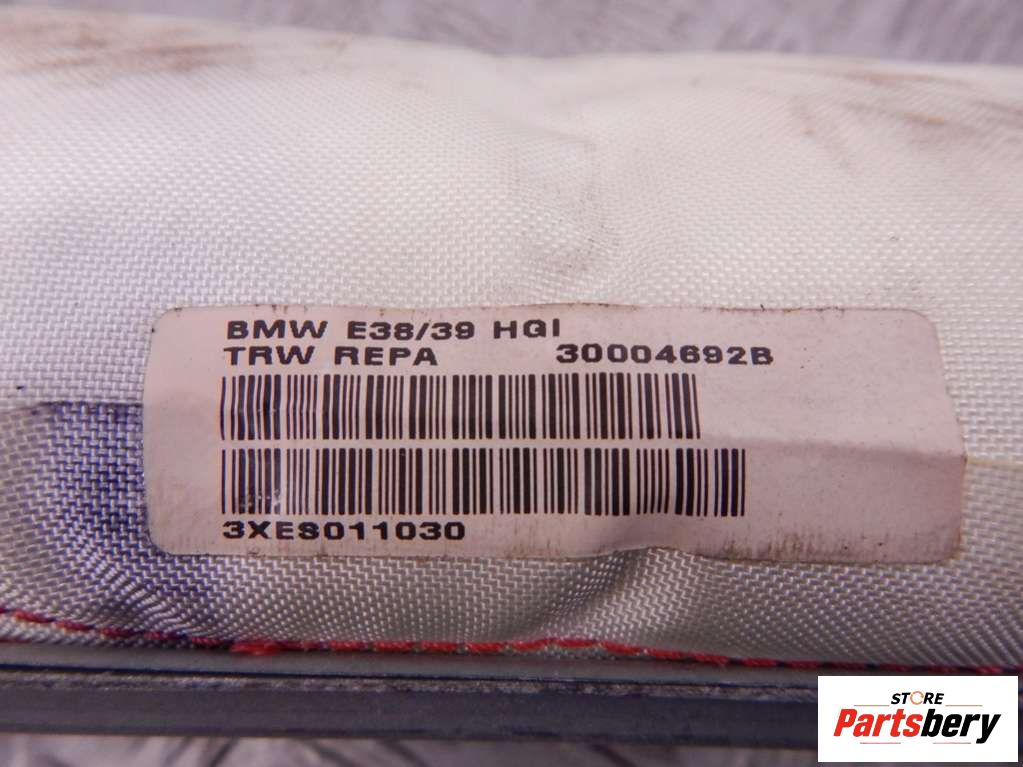 BMW E38/39 HGI
TRW REPA 30004692B
3XES011030
STORE
Partsbery